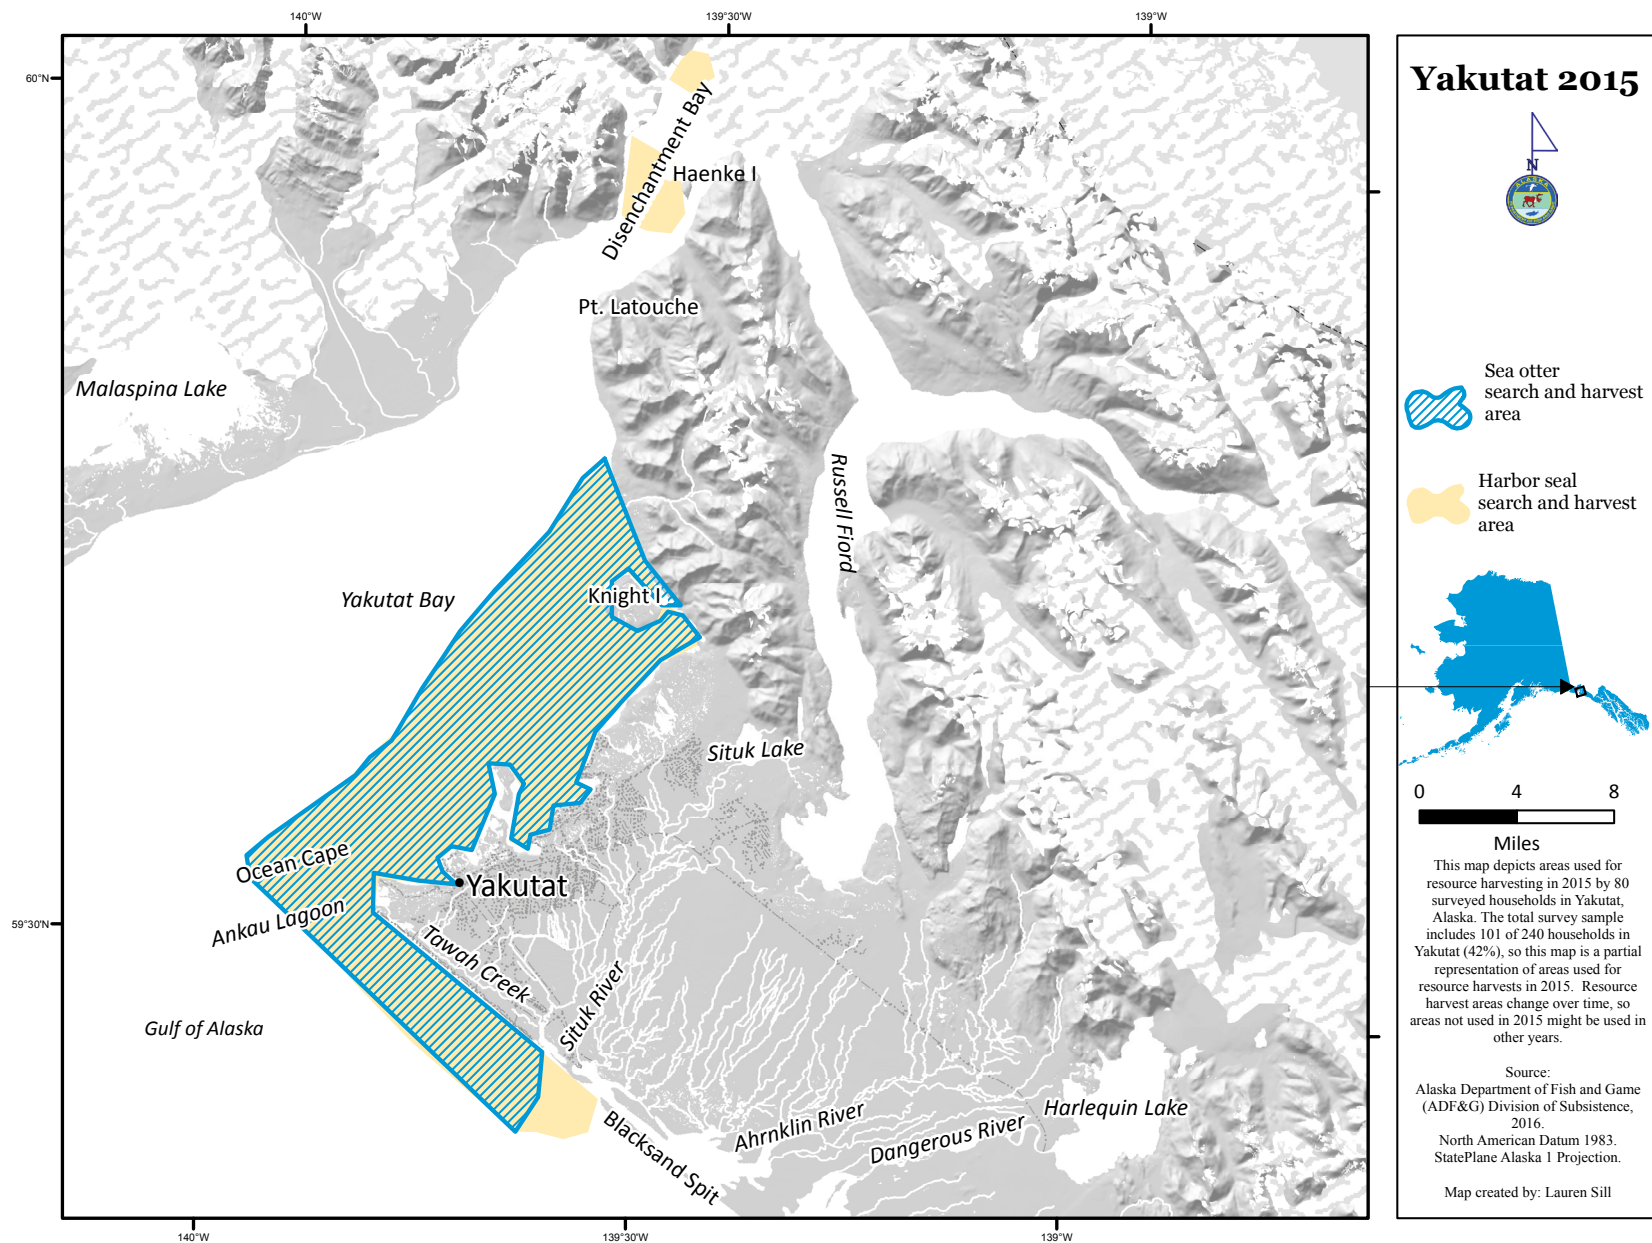 140°W
139°30'W
139°W
60°N
59°30'N
Disenchantment Bay
Haenke I
Pt. Latouche
Malaspina Lake
Russell Fiord
Knight I
Yakutat Bay
Situk Lake
Ocean Cape
Yakutat
Ankau Lagoon
Tawah Creek
Situk River
Gulf of Alaska
Blacksand Spit
Ahrnklin River
Dangerous River
Harlequin Lake
140°W
139°30'W
139°W
Yakutat 2015
N
Sea otter
search and harvest
area
Harbor seal
search and harvest
area
0 4 8
Miles
This map depicts areas used for
resource harvesting in 2015 by 80
surveyed households in Yakutat,
Alaska. The total survey sample
includes 101 of 240 households in
Yakutat (42%), so this map is a partial
representation of areas used for
resource harvests in 2015. Resource
harvest areas change over time, so
areas not used in 2015 might be used in
other years.
Source:
Alaska Department of Fish and Game
(ADF&G) Division of Subsistence,
2016.
North American Datum 1983.
StatePlane Alaska 1 Projection.
Map created by: Lauren Sill